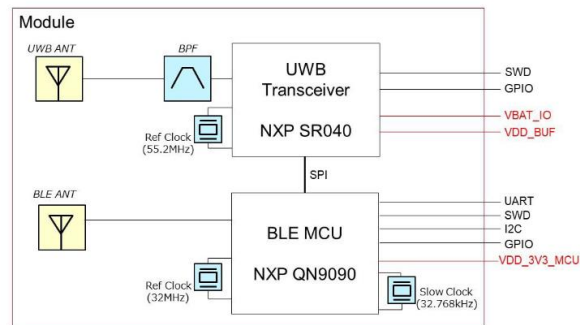 Module
UWB ANT
BPF
UWB
Transceiver
NXP SR040
SWD
GPIO
VBAT_IO
VDD_BUF
Ref Clock
(55.2MHz)
SPI
BLE ANT
BLE MCU
NXP QN9090
UART
SWD
I2C
GPIO
VDD_3V3_MCU
Ref Clock
(32MHz)
Slow Clock
(32.768kHz)